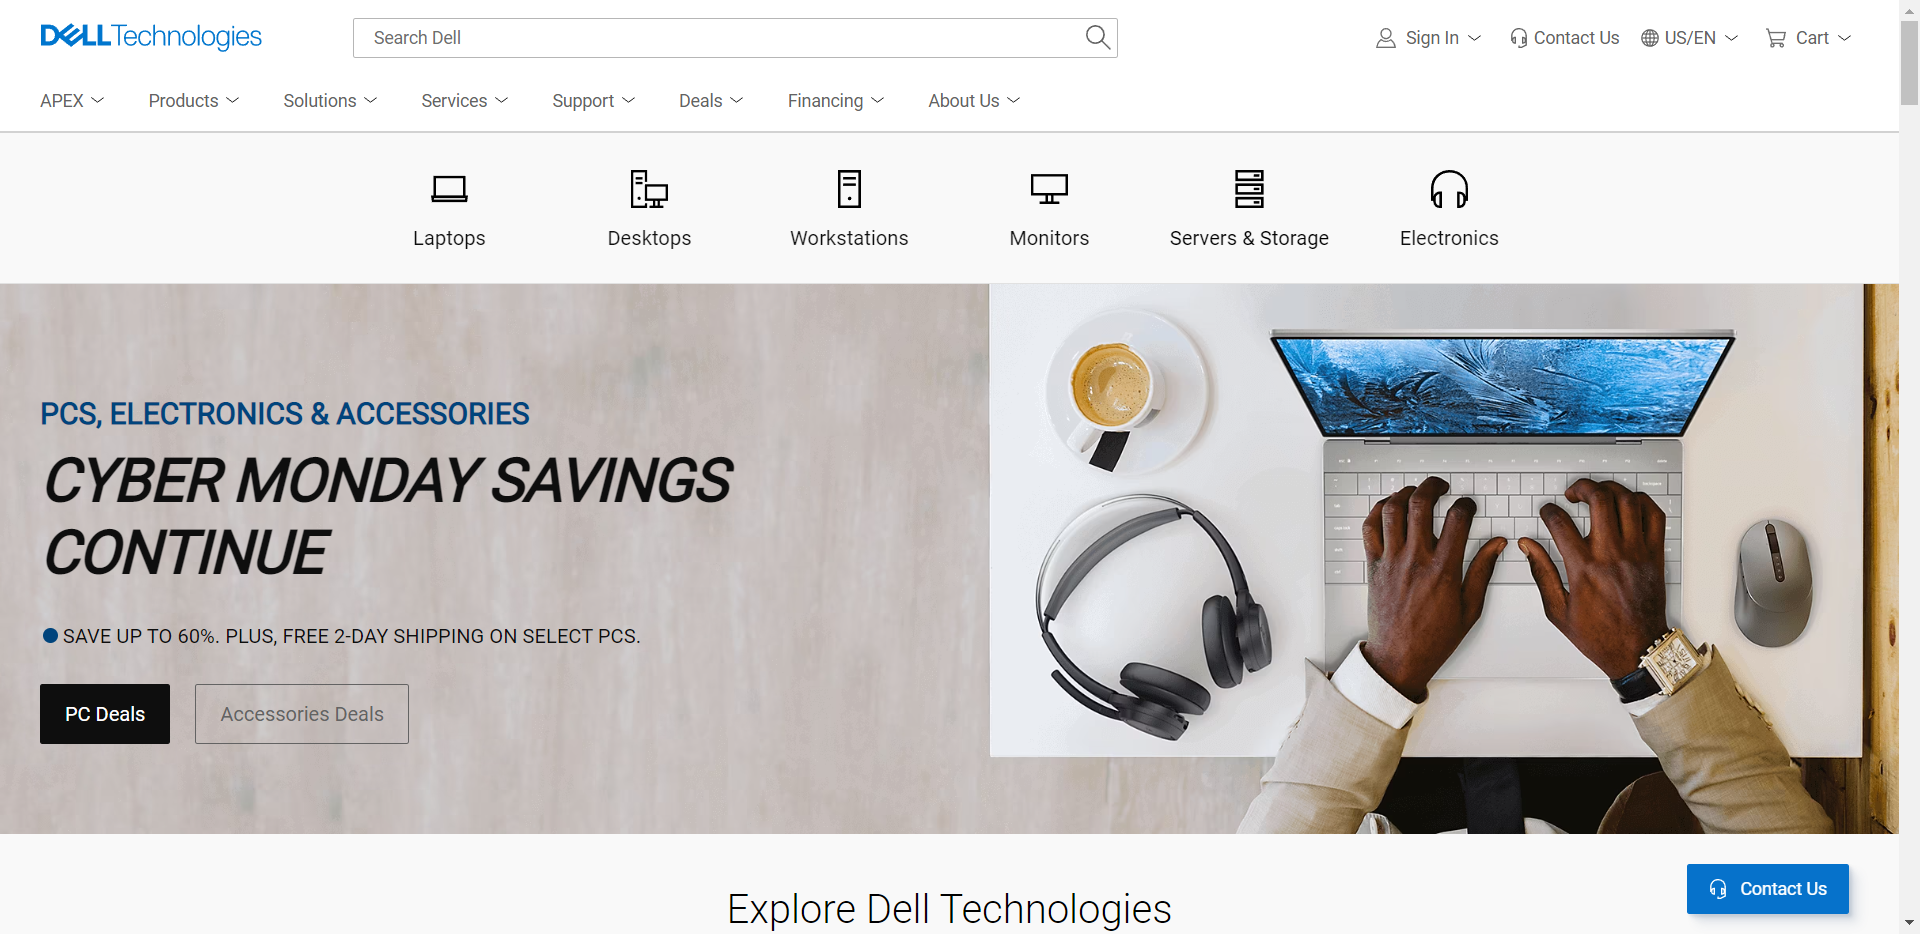 DELL Technologies
Search Dell
Sign In
Contact Us
US/EN
Cart
APEX
Products
Solutions
Services
Support
Deals
Financing
About Us
Laptops
Desktops
Workstations
Monitors
Servers & Storage
Electronics
PCS, ELECTRONICS & ACCESSORIES
CYBER MONDAY SAVINGS
CONTINUE
SAVE UP TO 60%. PLUS, FREE 2-DAY SHIPPING ON SELECT PCS.
PC Deals
Accessories Deals
Explore Dell Technologies
Contact Us